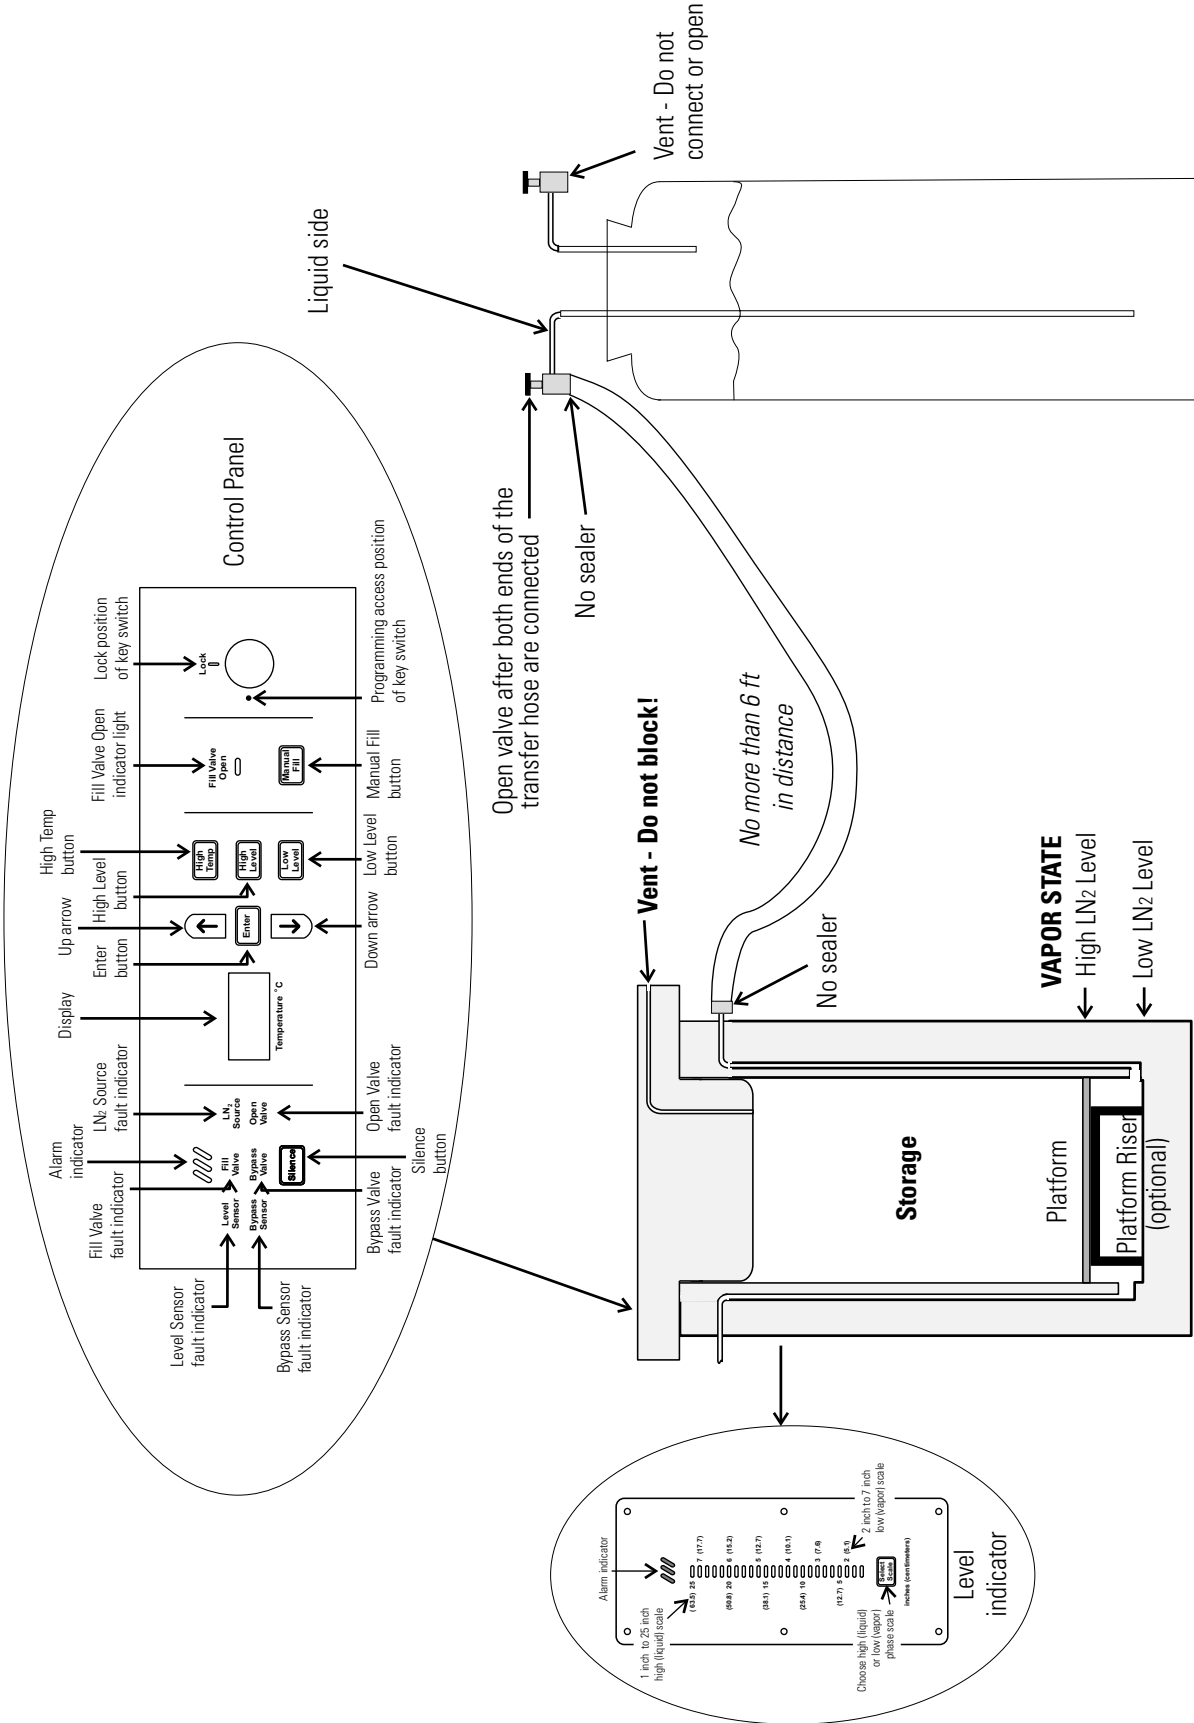 Control Panel
Level Sensor
fault indicator
Bypass Sensor
fault indicator
Fill Valve
fault indicator
Alarm
indicator
LN2 Source
fault indicator
Display
Enter
button
Up arrow
High Level
button
High Temp
button
Fill Valve Open
indicator light
Lock position
of key switch
Level
Sensor
Fill
Valve
LN2
Source
Bypass
Sensor
Bypass
Valve
Open
Valve
Silence
Temperature °C
Enter
High
Temp
High
Level
Low
Level
Fill Valve
Open
Manual
Fill
Lock
Bypass Valve
fault indicator
Silence
button
Open Valve
fault indicator
Down arrow
Low Level
button
Manual Fill
button
Programming access position
of key switch
Liquid side
Vent - Do not
connect or open
Open valve after both ends of the
transfer hose are connected
No sealer
Vent - Do not block!
No more than 6 ft
in distance
No sealer
Storage
VAPOR STATE
High LN2 Level
Low LN2 Level
Platform
Platform Riser
(optional)
Alarm indicator
1 inch to 25 inch
high (liquid) scale
(63.5) 25
7 (17.7)
(50.8) 20
6 (15.2)
(38.1) 15
5 (12.7)
(25.4) 10
4 (10.1)
3 (7.6)
(12.7) 5
2 (5.1)
2 inch to 7 inch
low (vapor) scale
Select
Scale
inches (centimeters)
Choose high (liquid)
or low (vapor)
phase scale
Level
indicator